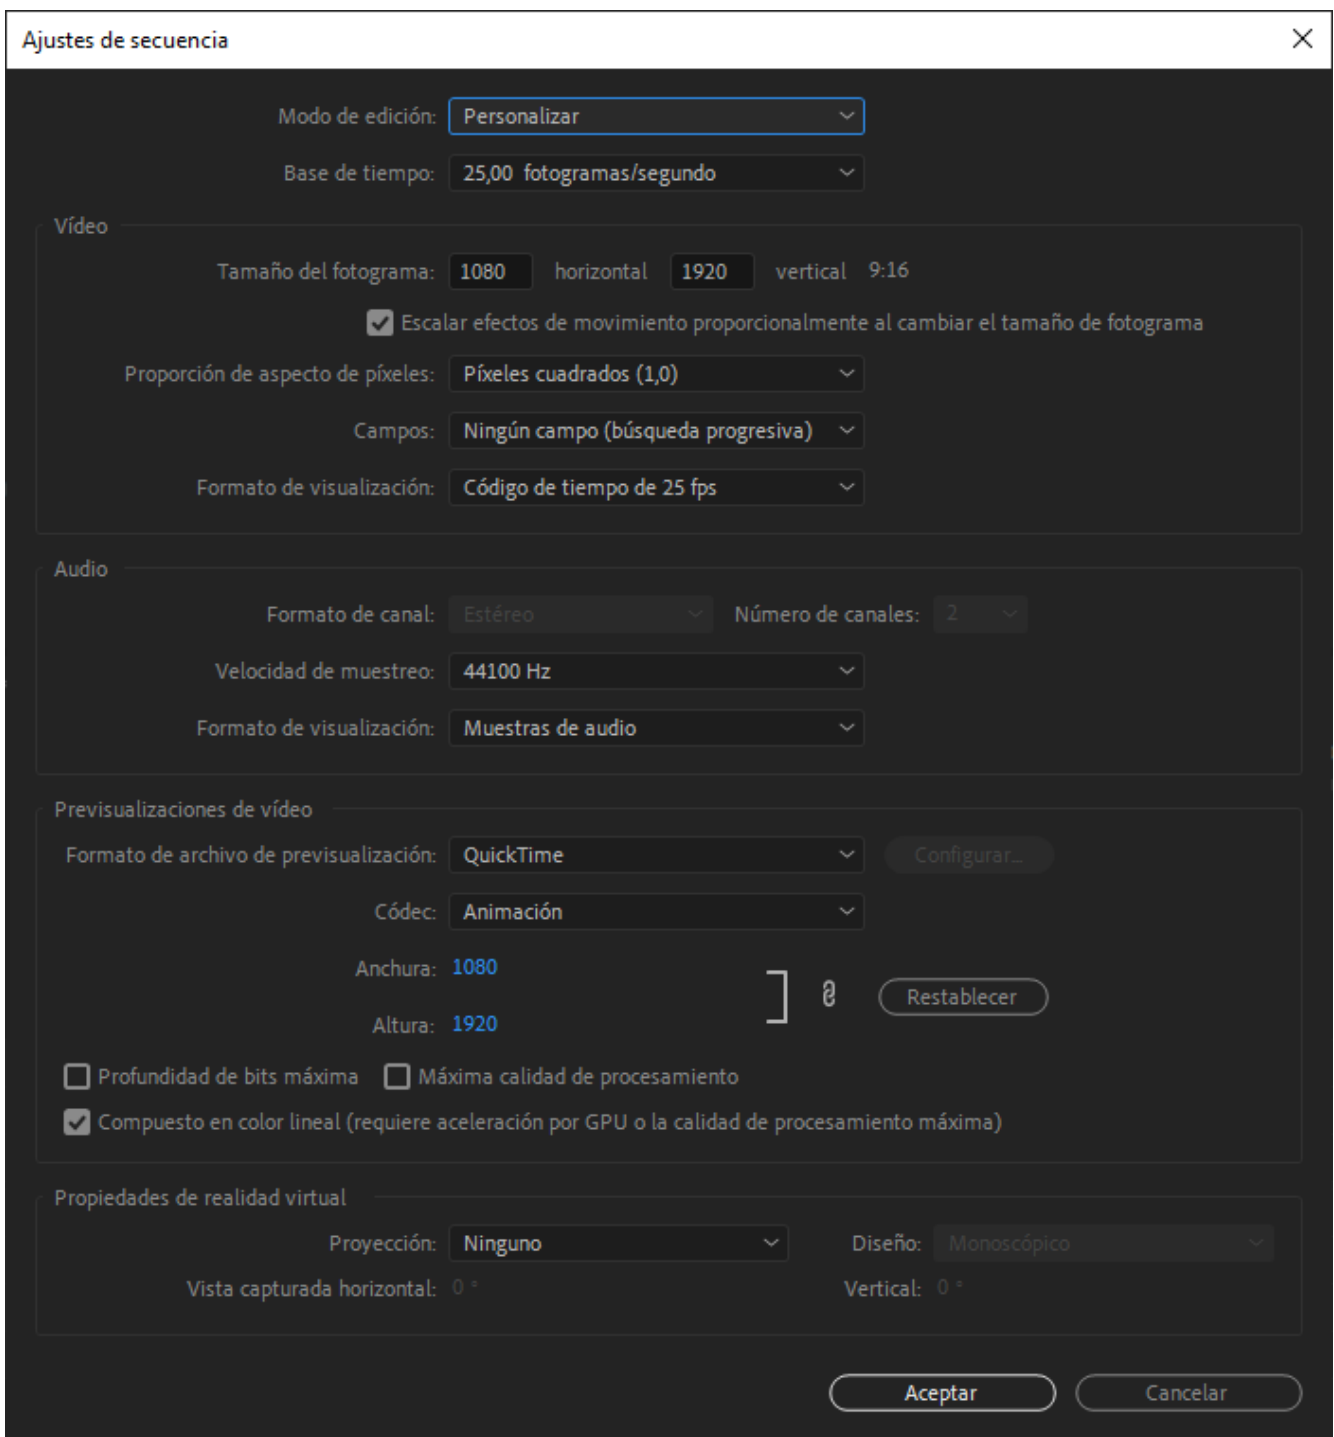 Ajustes de secuencia
Modo de edición: Personalizar
Base de tiempo: 25,00 fotogramas/segundo
Vídeo
Tamaño del fotograma: 1080 horizontal 1920 vertical 9:16
Escalar efectos de movimiento proporcionalmente al cambiar el tamaño de fotograma
Proporción de aspecto de píxeles: Píxeles cuadrados (1,0)
Campos: Ningún campo (búsqueda progresiva)
Formato de visualización: Código de tiempo de 25 fps
Audio
Formato de canal: Estéreo Número de canales: 2
Velocidad de muestreo: 44100 Hz
Formato de visualización: Muestras de audio
Previsualizaciones de vídeo
Formato de archivo de previsualización: QuickTime Configurar...
Códec: Animación
Anchura: 1080
Restablecer
Altura: 1920
Profundidad de bits máxima Máxima calidad de procesamiento
Compuesto en color lineal (requiere aceleración por GPU o la calidad de procesamiento máxima)
Propiedades de realidad virtual
Proyección: Ninguno Diseño: Monoscópico
Vista capturada horizontal: 0 ° Vertical: 0 °
Aceptar Cancelar